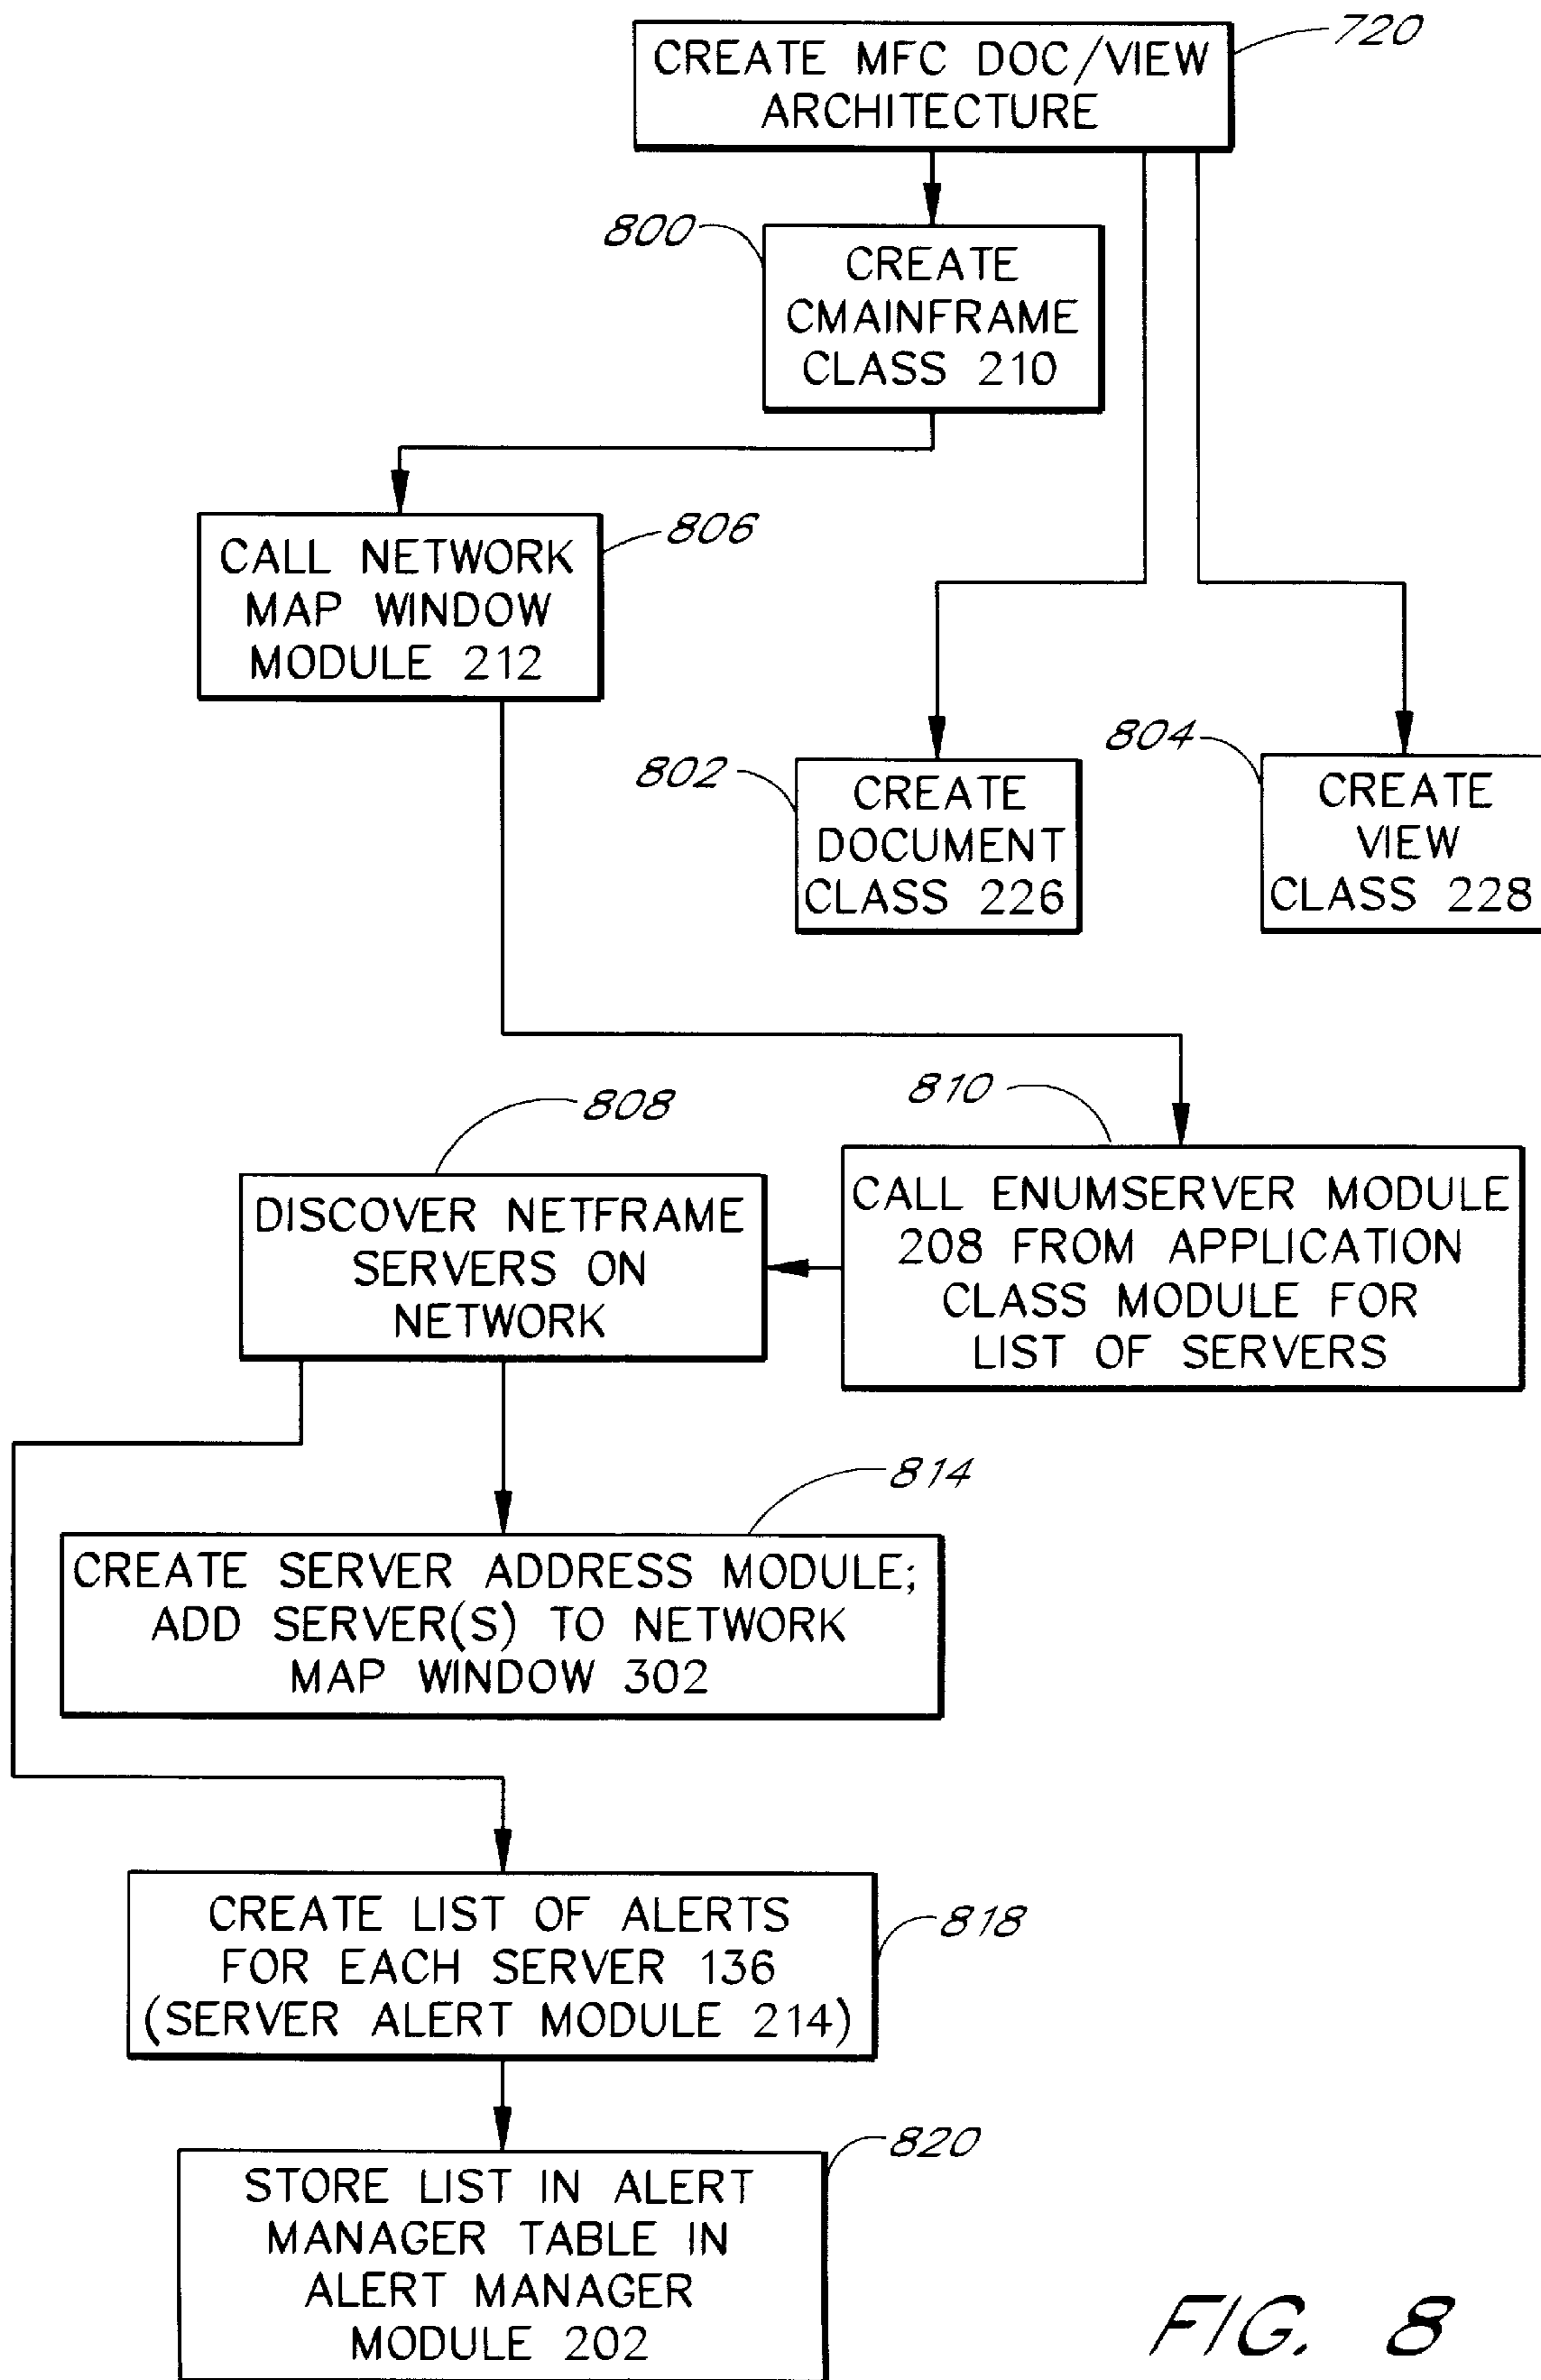 720
CREATE MFC DOC/VIEW
ARCHITECTURE
800
CREATE
CMAINFRAME
CLASS 210
806
CALL NETWORK
MAP WINDOW
MODULE 212
802
CREATE
DOCUMENT
CLASS 226
804
CREATE
VIEW
CLASS 228
808
DISCOVER NETFRAME
SERVERS ON
NETWORK
810
CALL ENUMSERVER MODULE
208 FROM APPLICATION
CLASS MODULE FOR
LIST OF SERVERS
814
CREATE SERVER ADDRESS MODULE;
ADD SERVER(S) TO NETWORK
MAP WINDOW 302
818
CREATE LIST OF ALERTS
FOR EACH SERVER 136
(SERVER ALERT MODULE 214)
820
STORE LIST IN ALERT
MANAGER TABLE IN
ALERT MANAGER
MODULE 202
FIG. 8